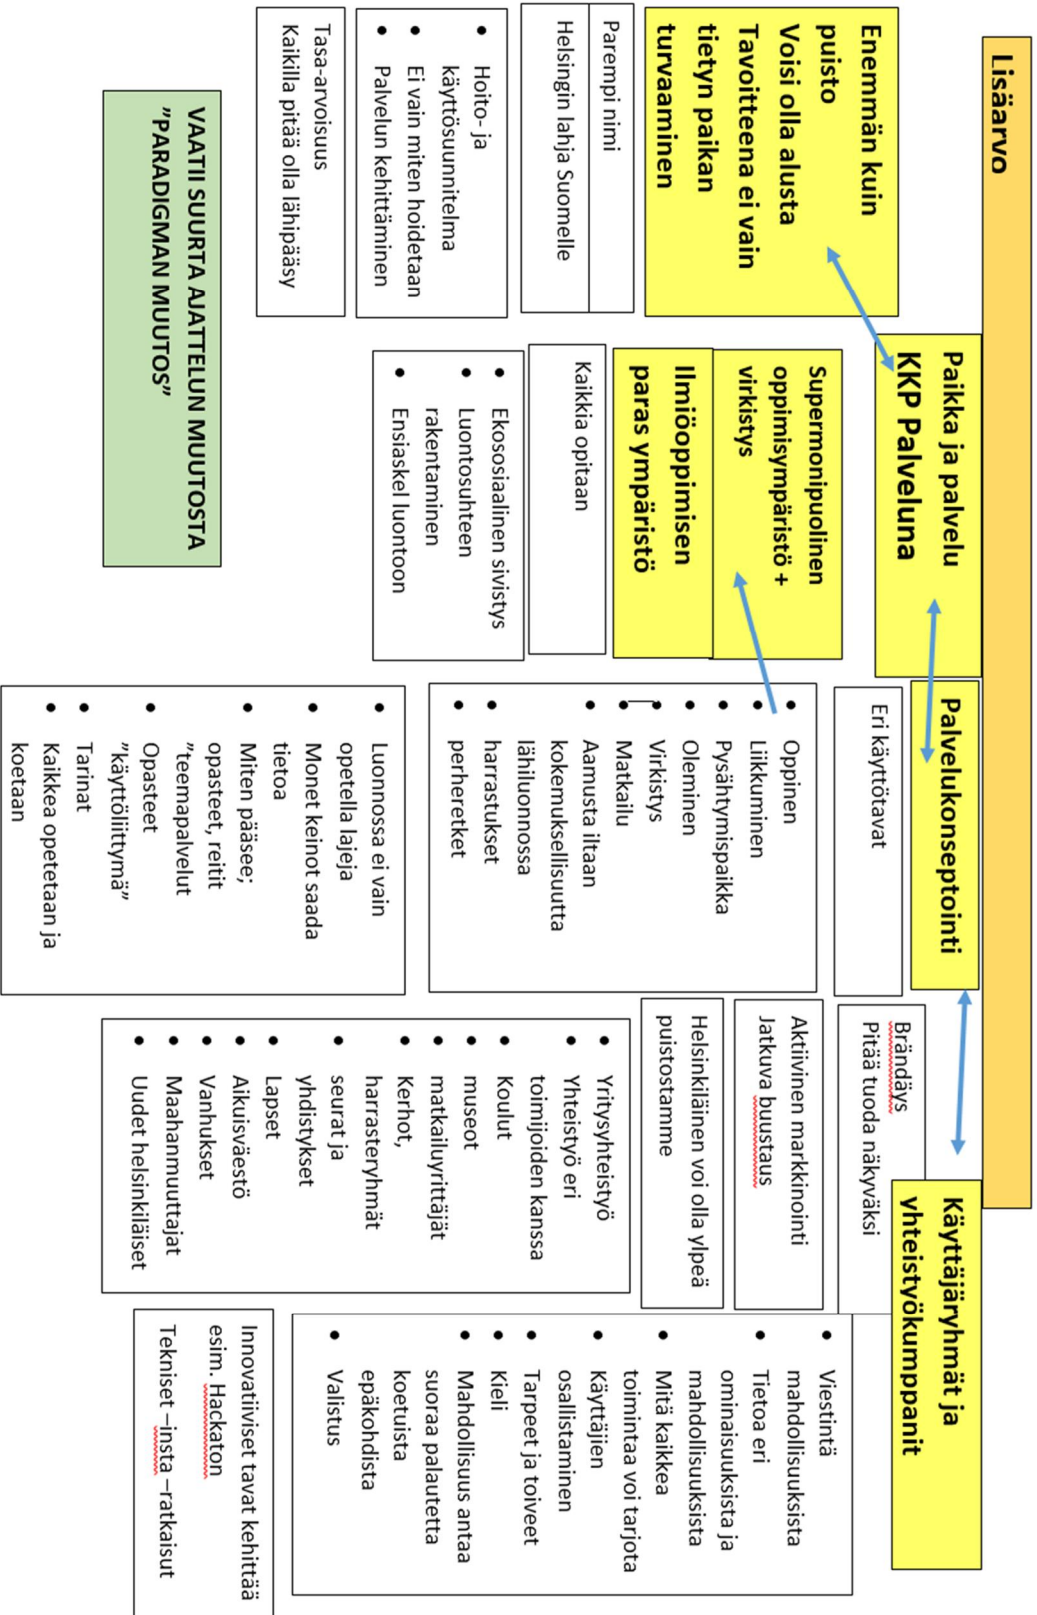 Lisäarvo
Enemmän kuin
puisto
Voisi olla alusta
Tavoitteena ei vain
tietyn paikan
turvaaminen
Parempi nimi
Helsingin lahja Suomelle
• Hoito- ja
käyttösuunnitelma
• Ei vain miten hoidetaan
• Palvelun kehittäminen
Tasa-arvoisuus
Kaikilla pitää olla lähipääsy
VAATII SUURTA AJATTELUN MUUTOSTA
”PARADIGMAN MUUTOS”
Paikka ja palvelu
KKP Palveluna
Supermonipuolinen
oppimisympäristö +
virkistys
Ilmiöoppimisen
paras ympäristö
Kaikkia opitaan
• Ekososiaalinen sivistys
• Luontosuhteen
rakentaminen
• Ensiaskel luontoon
Palvelukonseptointi
Eri käyttötavat
• Oppinen
• Liikkuminen
• Pysähtymispaikka
• Oleminen
• Virkistys
• Matkailu
• Aamusta iltaan
kokemuksellisuutta
lähiluonnossa
• harrastukset
• perheretket
• Luonnossa ei vain
opetella lajeja
• Monet keinot saada
tietoa
• Miten pääsee;
opasteet, reitit
”teemapalvelut
• Opasteet
”käyttöliittymä”
• Tarinat
• Kaikkea opetetaan ja
koetaan
Käyttäjäryhmät ja
yhteistyökumppanit
Brändäys
Pitää tuoda näkyväksi
Aktiivinen markkinointi
Jatkuva buustaus
Helsinkiläinen voi olla ylpeä
puistostamme
• Yritysyhteistyö
• Yhteistyö eri
toimijoiden kanssa
• Koulut
• museot
• matkailuyrittäjät
• Kerhot,
harrasteryhmät
• seurat ja
yhdistykset
• Lapset
• Aikuisväestö
• Vanhukset
• Maahanmuuttajat
• Uudet helsinkiläiset
• Viestintä
mahdollisuuksista
• Tietoa eri
ominaisuuksista ja
mahdollisuuksista
• Mitä kaikkea
toimintaa voi tarjota
• Käyttäjien
osallistaminen
• Tarpeet ja toiveet
• Kieli
• Mahdollisuus antaa
suoraa palautetta
koetuista
epäkohdista
• Valistus
Innovatiiviset tavat kehittää
esim. Hackaton
Tekniset –insta –ratkaisut